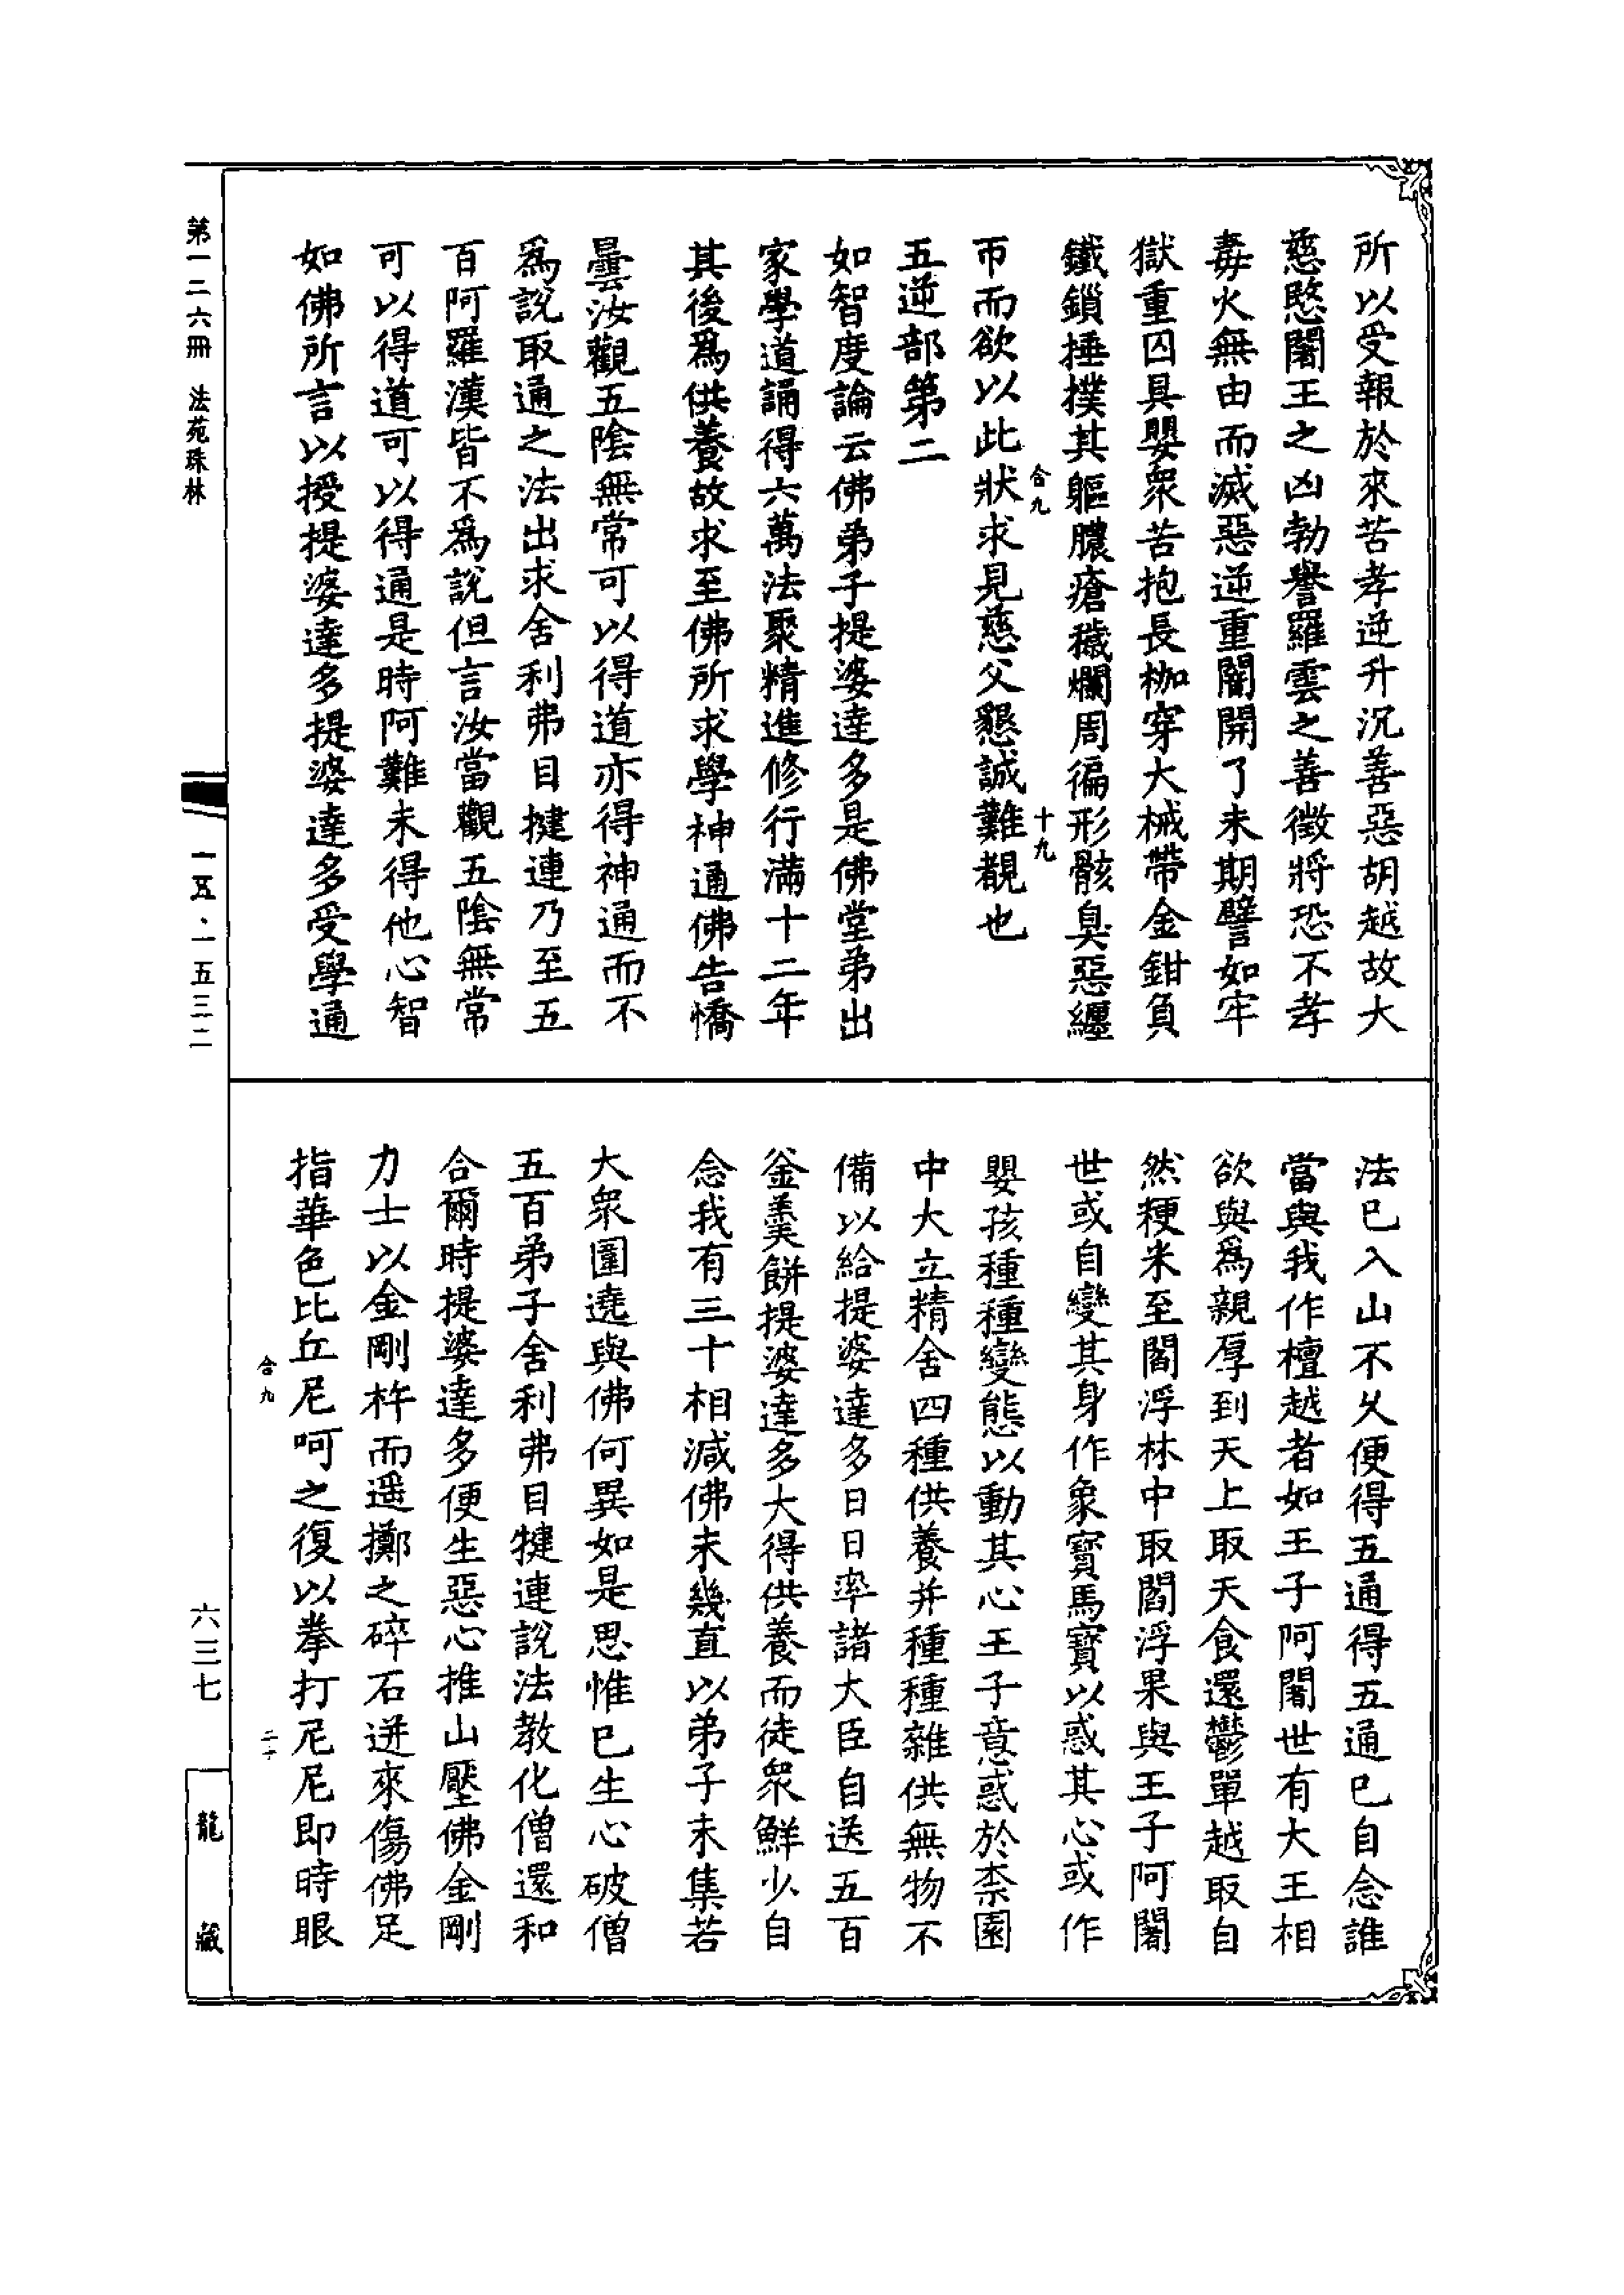 所以受報於來苦孝逆升沉善惡胡越故大
慈愍闍王之凶勃譽羅雲之善徵將恐不孝
毒火無由而滅惡逆重關開了未期譬如牢
獄重囚具嬰衆苦抱長枷穿大械帶金鉗負
鐵鎖捶撲其軀膿瘡穢爛周徧形骸臭惡纒
合九
十九
帀而欲以此狀求見慈父懇誠難覩也
五逆部第二
如智度論云佛弟子提婆達多是佛堂弟出
家學道誦得六萬法聚精進修行滿十二年
其後爲供養故求至佛所求學神通佛告憍
曇汝觀五陰無常可以得道亦得神通而不
爲說取通之法出求舍利弗目揵連乃至五
百阿羅漢皆不爲說但言汝當觀五陰無常
可以得道可以得通是時阿難未得他心智
如佛所言以授提婆達多提婆達多受學通
法已入山不久便得五通得五通已自念誰
當與我作檀越者如王子阿闍世有大王相
欲與爲親厚到天上取天食還鬱單越取自
然粳米至閻浮林中取閻浮果與王子阿闍
世或自變其身作象寶馬寶以惑其心或作
嬰孩種種變態以動其心王子意惑於柰園
中大立精舍四種供養并種種雜供無物不
備以給提婆達多日日率諸大臣自送五百
釜羹餅提婆達多大得供養而徒衆鮮少自
念我有三十相減佛未幾直以弟子未集若
大衆圍遶與佛何異如是思惟已生心破僧
五百弟子舍利弗目犍連說法教化僧還和
合爾時提婆達多便生惡心推山壓佛金剛
力士以金剛杵而遥擲之碎石迸來傷佛足
指華色比丘尼呵之復以拳打尼尼即時眼
合九
二十
第一二六冊 法苑珠林
一五五·一五三二
六三七
龍藏